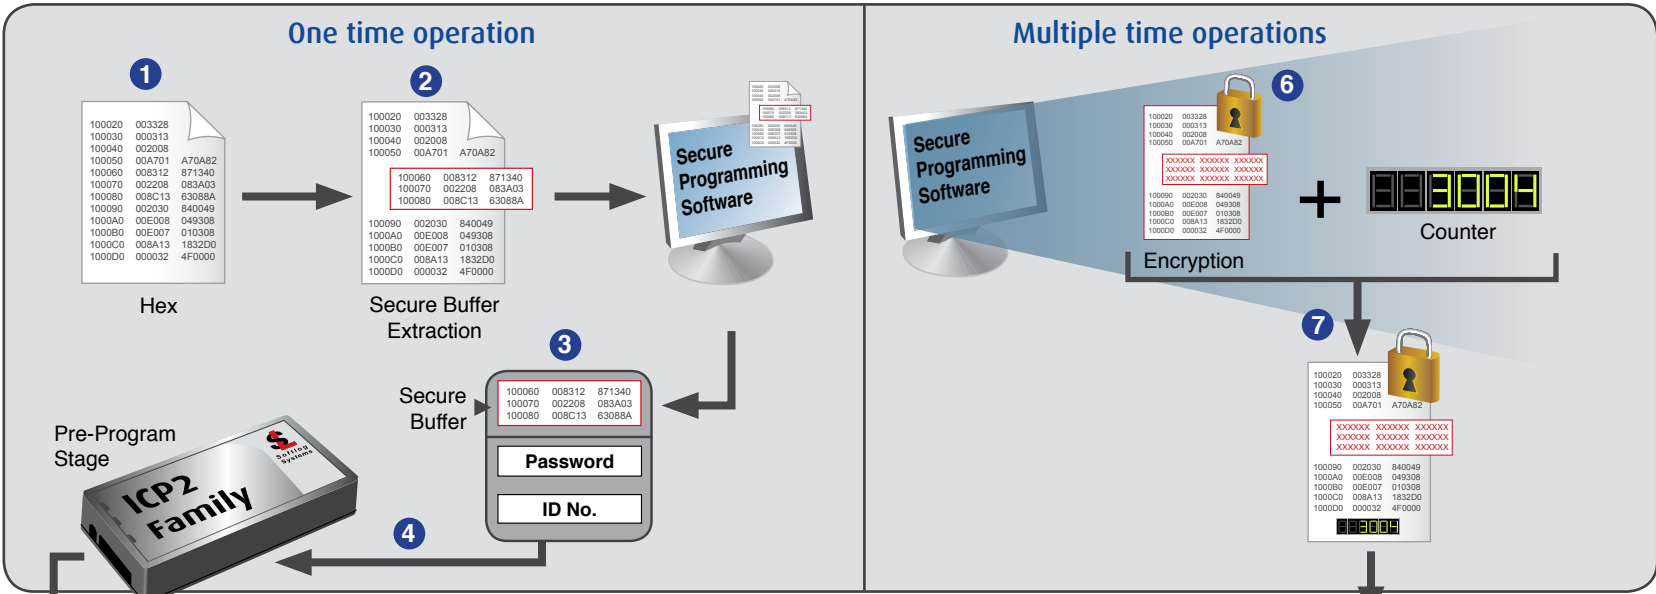 One time operation
1
100020 003328
100030 000313
100040 002008
100050 00A701 A70A82
100060 008312 871340
100070 002208 083A03
100080 008C13 63088A
100090 002030 840049
1000A0 00E008 049308
1000B0 00E007 010308
1000C0 008A13 1832D0
1000D0 000032 4F0000
Hex
2
100020 003328
100030 000313
100040 002008
100050 00A701 A70A82
100060 008312 871340
100070 002208 083A03
100080 008C13 63088A
100090 002030 840049
1000A0 00E008 049308
1000B0 00E007 010308
1000C0 008A13 1832D0
1000D0 000032 4F0000
Secure Buffer
Extraction
Secure
Programming
Software
3
Secure
Buffer
100060 008312 871340
100070 002208 083A03
100080 008C13 63088A
Password
ID No.
4
Pre-Program
Stage
ICP2
Family
SL
Softlog
Systems
Multiple time operations
Secure
Programming
Software
6
100020 003328
100030 000313
100040 002008
100050 00A701 A70A82
XXXXXX XXXXXX XXXXXX
XXXXXX XXXXXX XXXXXX
XXXXXX XXXXXX XXXXXX
100090 002030 840049
1000A0 00E008 049308
1000B0 00E007 010308
1000C0 008A13 1832D0
1000D0 000032 4F0000
Encryption
+
3004
Counter
7
100020 003328
100030 000313
100040 002008
100050 00A701 A70A82
XXXXXX XXXXXX XXXXXX
XXXXXX XXXXXX XXXXXX
XXXXXX XXXXXX XXXXXX
100090 002030 840049
1000A0 00E008 049308
1000B0 00E007 010308
1000C0 008A13 1832D0
1000D0 000032 4F0000
3004